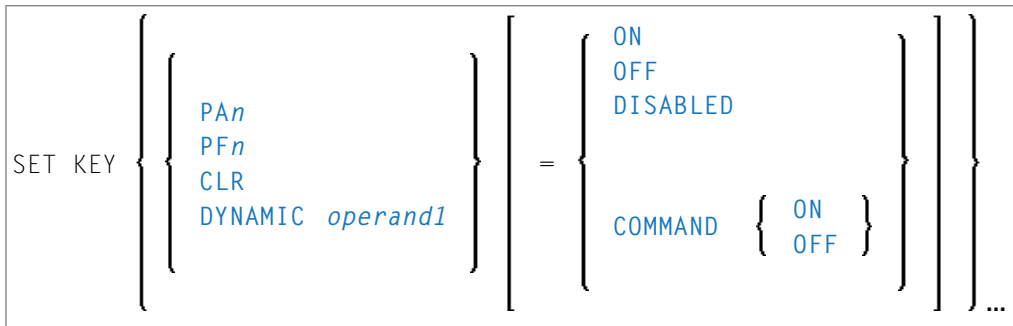 ON
OFF
DISABLED
PAn
PFn
SET KEY { { CLR } [ = { COMMAND { ON
OFF } } ] } ...
DYNAMIC operand1